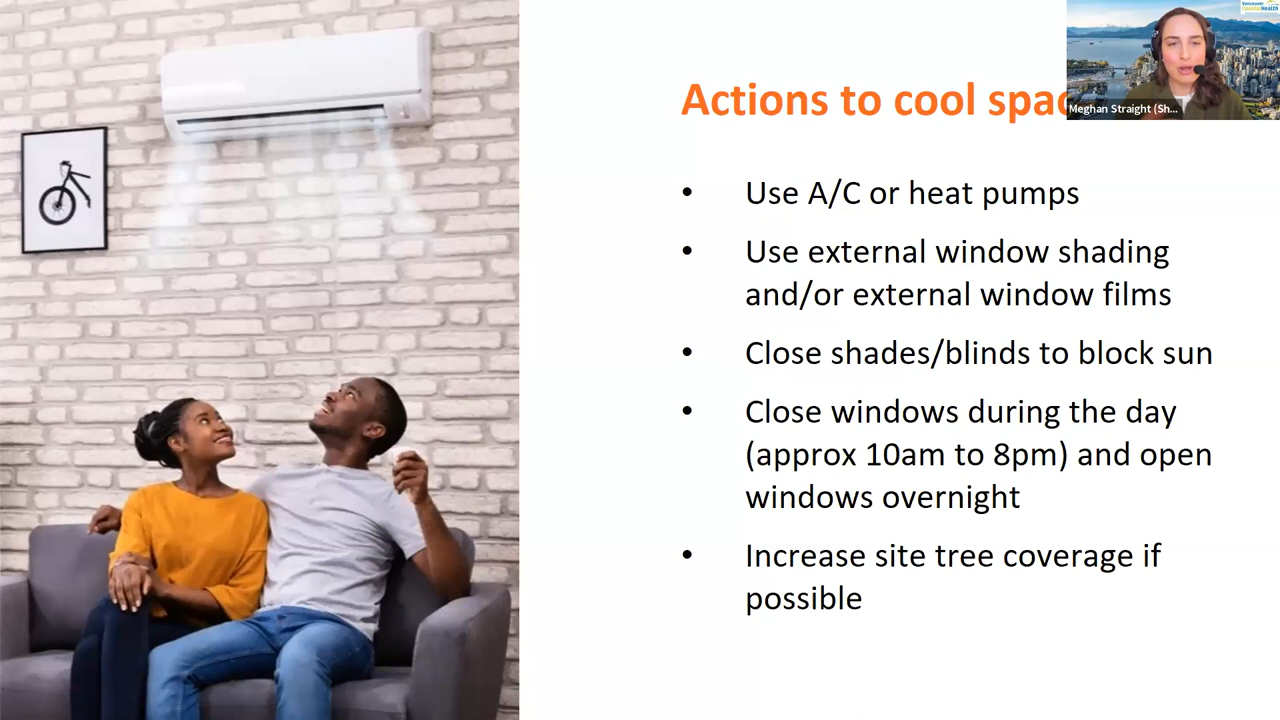 Actions to cool
Vancouver
CoastalHealth
Meghan Straight (Sh...
• Use A/C or heat pumps
• Use external window shading
and/or external window films
• Close shades/blinds to block sun
• Close windows during the day
(approx 10am to 8pm) and open
windows overnight
• Increase site tree coverage if
possible